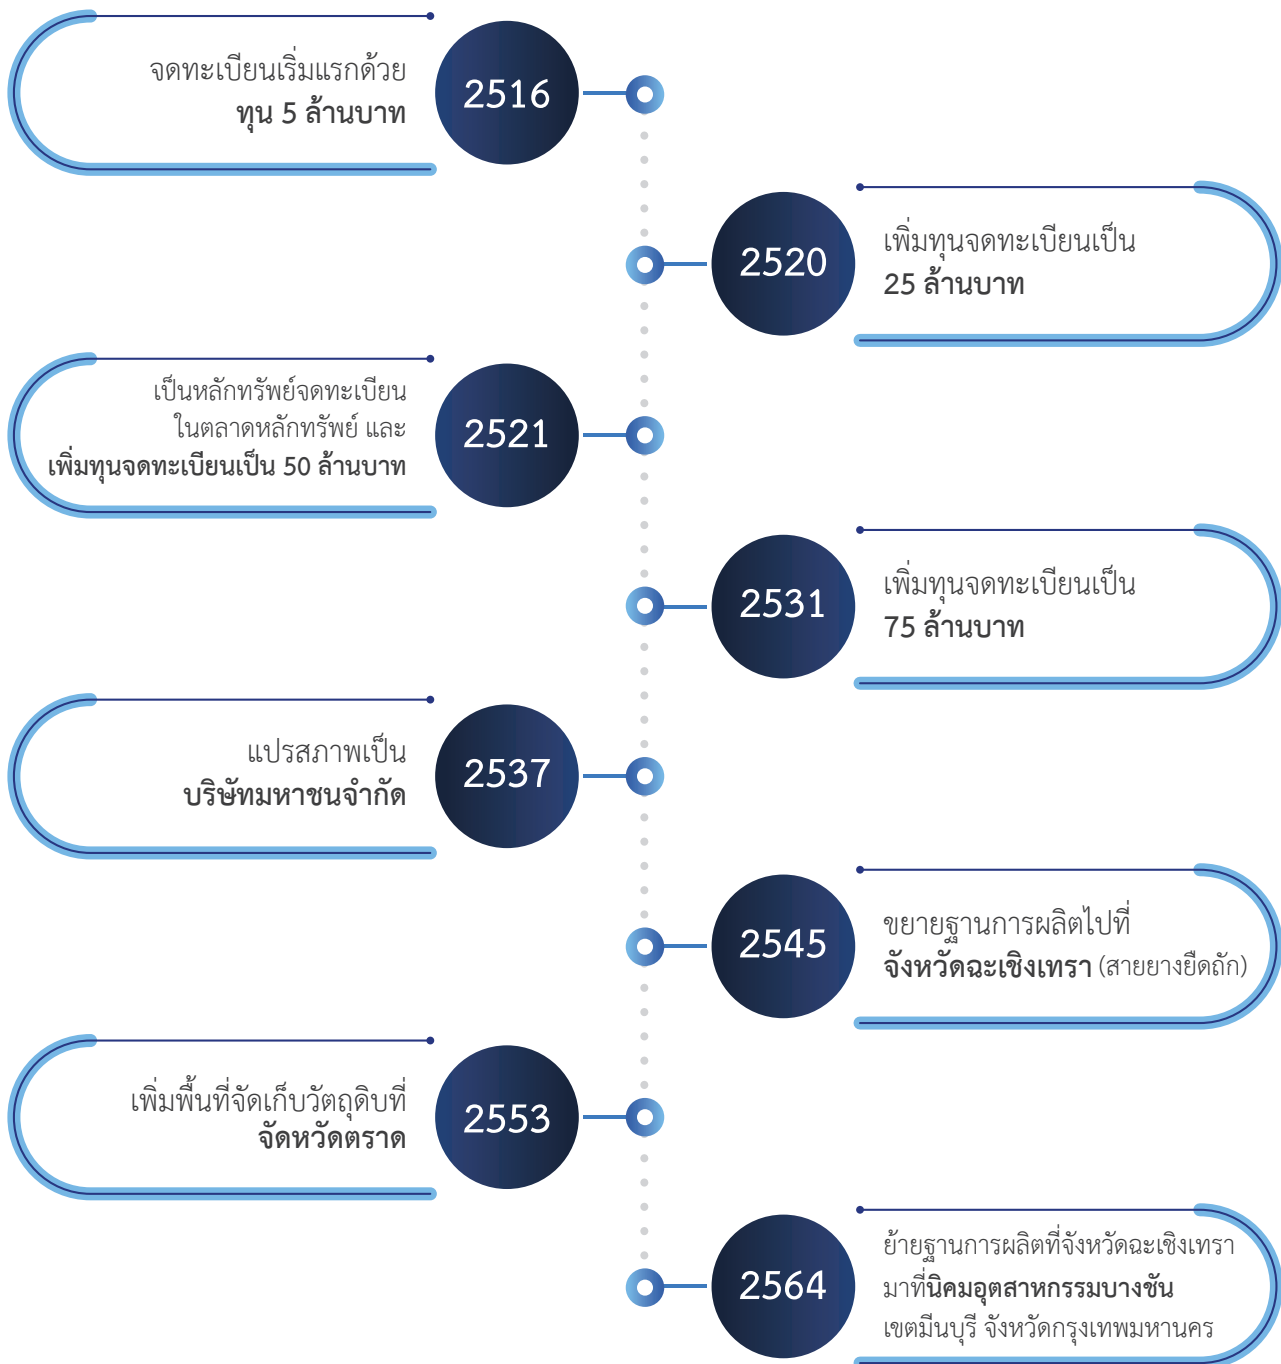 จดทะเบียนเริ่มแรกด้วย
ทุน 5 ล้านบาท
2516
2520
เพิ่มทุนจดทะเบียนเป็น
25 ล้านบาท
เป็นหลักทรัพย์จดทะเบียน
ในตลาดหลักทรัพย์ และ
เพิ่มทุนจดทะเบียนเป็น 50 ล้านบาท
2521
2531
เพิ่มทุนจดทะเบียนเป็น
75 ล้านบาท
แปรสภาพเป็น
บริษัทมหาชนจำกัด
2537
2545
ขยายฐานการผลิตไปที่
จังหวัดฉะเชิงเทรา (สายยางยืดถัก)
เพิ่มพื้นที่จัดเก็บวัตถุดิบที่
จัดหวัดตราด
2553
2564
ย้ายฐานการผลิตที่จังหวัดฉะเชิงเทรา
มาที่นิคมอุตสาหกรรมบางชัน
เขตมีนบุรี จังหวัดกรุงเทพมหานคร